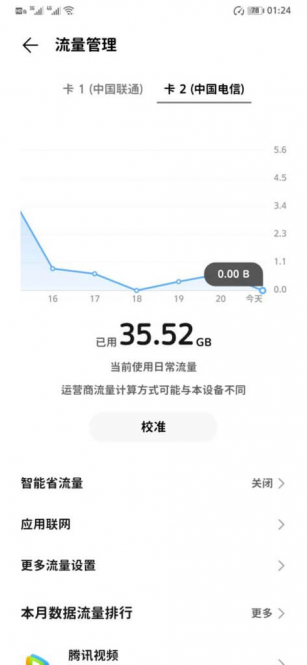 01:24
流量管理
卡 1 (中国联通) 卡 2 (中国电信)
5.6
4.5
3.4
2.3
1.1
0.00 B
0.0
16 17 18 19 20 今天
已用 35.52 GB
当前使用日常流量
运营商流量计算方式可能与本设备不同
校准
智能省流量 关闭
应用联网
更多流量设置
本月数据流量排行 更多
腾讯视频